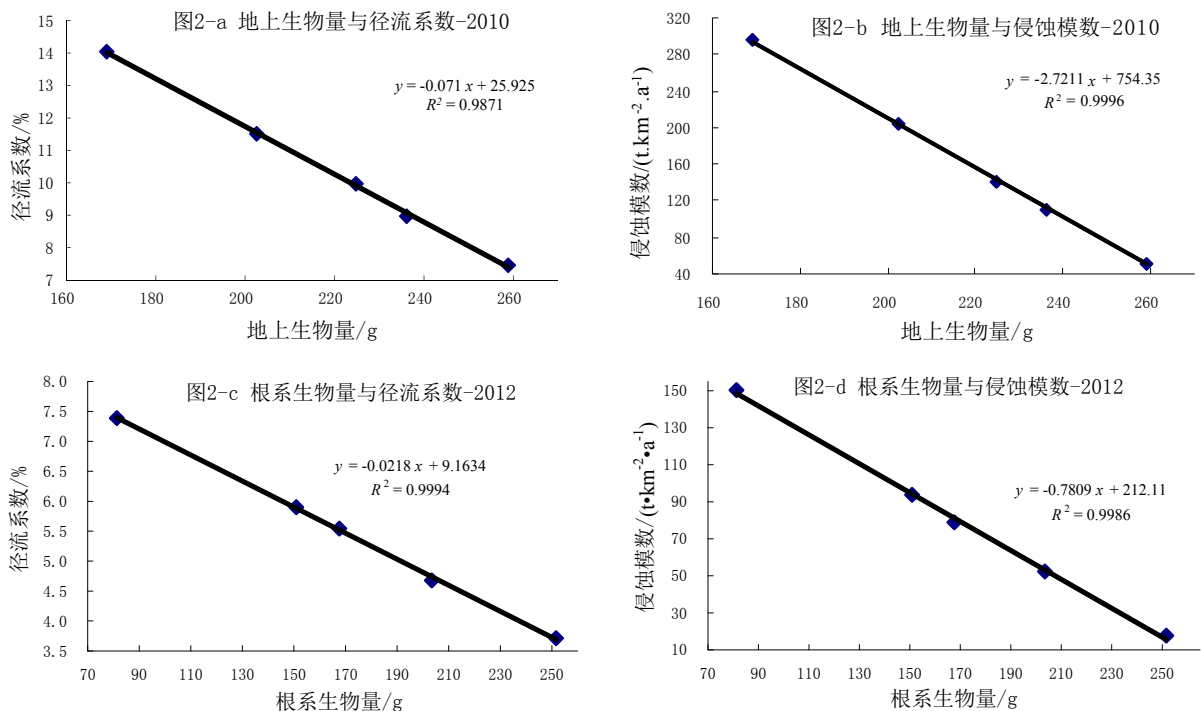 图2-a 地上生物量与径流系数-2010
y = -0.071 x + 25.925
R² = 0.9871
径流系数/%
15
14
13
12
11
10
9
8
7
160 180 200 220 240 260
地上生物量/g
图2-b 地上生物量与侵蚀模数-2010
y = -2.7211 x + 754.35
R² = 0.9996
侵蚀模数/(t.km⁻².a⁻¹)
320
280
240
200
160
120
80
40
160 180 200 220 240 260
地上生物量/g
图2-c 根系生物量与径流系数-2012
y = -0.0218 x + 9.1634
R² = 0.9994
径流系数/%
8.0
7.5
7.0
6.5
6.0
5.5
5.0
4.5
4.0
3.5
70 90 110 130 150 170 190 210 230 250
根系生物量/g
图2-d 根系生物量与侵蚀模数-2012
y = -0.7809 x + 212.11
R² = 0.9986
侵蚀模数/(t•km⁻²•a⁻¹)
150
130
110
90
70
50
30
10
70 90 110 130 150 170 190 210 230 250
根系生物量/g